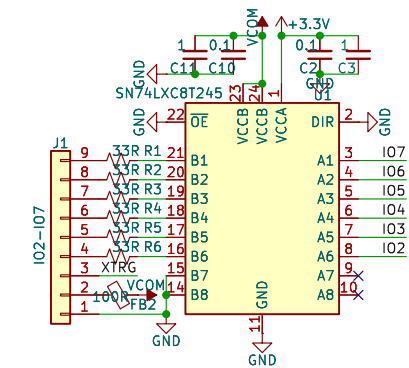 VCOM +3.3V
1 0.1 0.1 1
GND C11 C10 C2 C3
GND
SN74LXC8T245 U1
23 24 1
VCCB VCCB VCCA
GND 22 OE DIR 2 GND
J1
9 33R R1 21 B1 A1 3 IO7
8 33R R2 20 B2 A2 4 IO6
7 33R R3 19 B3 A3 5 IO5
6 33R R4 18 B4 A4 6 IO4
5 33R R5 17 B5 A5 7 IO3
4 33R R6 16 B6 A6 8 IO2
3 XTRG 15 B7 A7 9
2 100R VCOM 14 B8 A8 10
FB2
1
IO2-IO7
GND
11
GND
GND